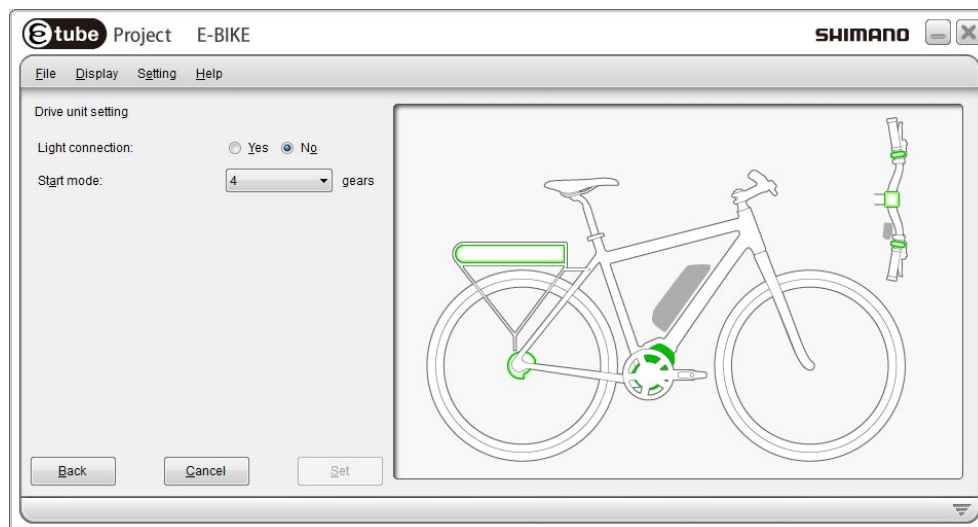 etube Project E-BIKE SHIMANO
File Display Setting Help
Drive unit setting
Light connection: Yes No
Start mode: 4 gears
Back Cancel Set